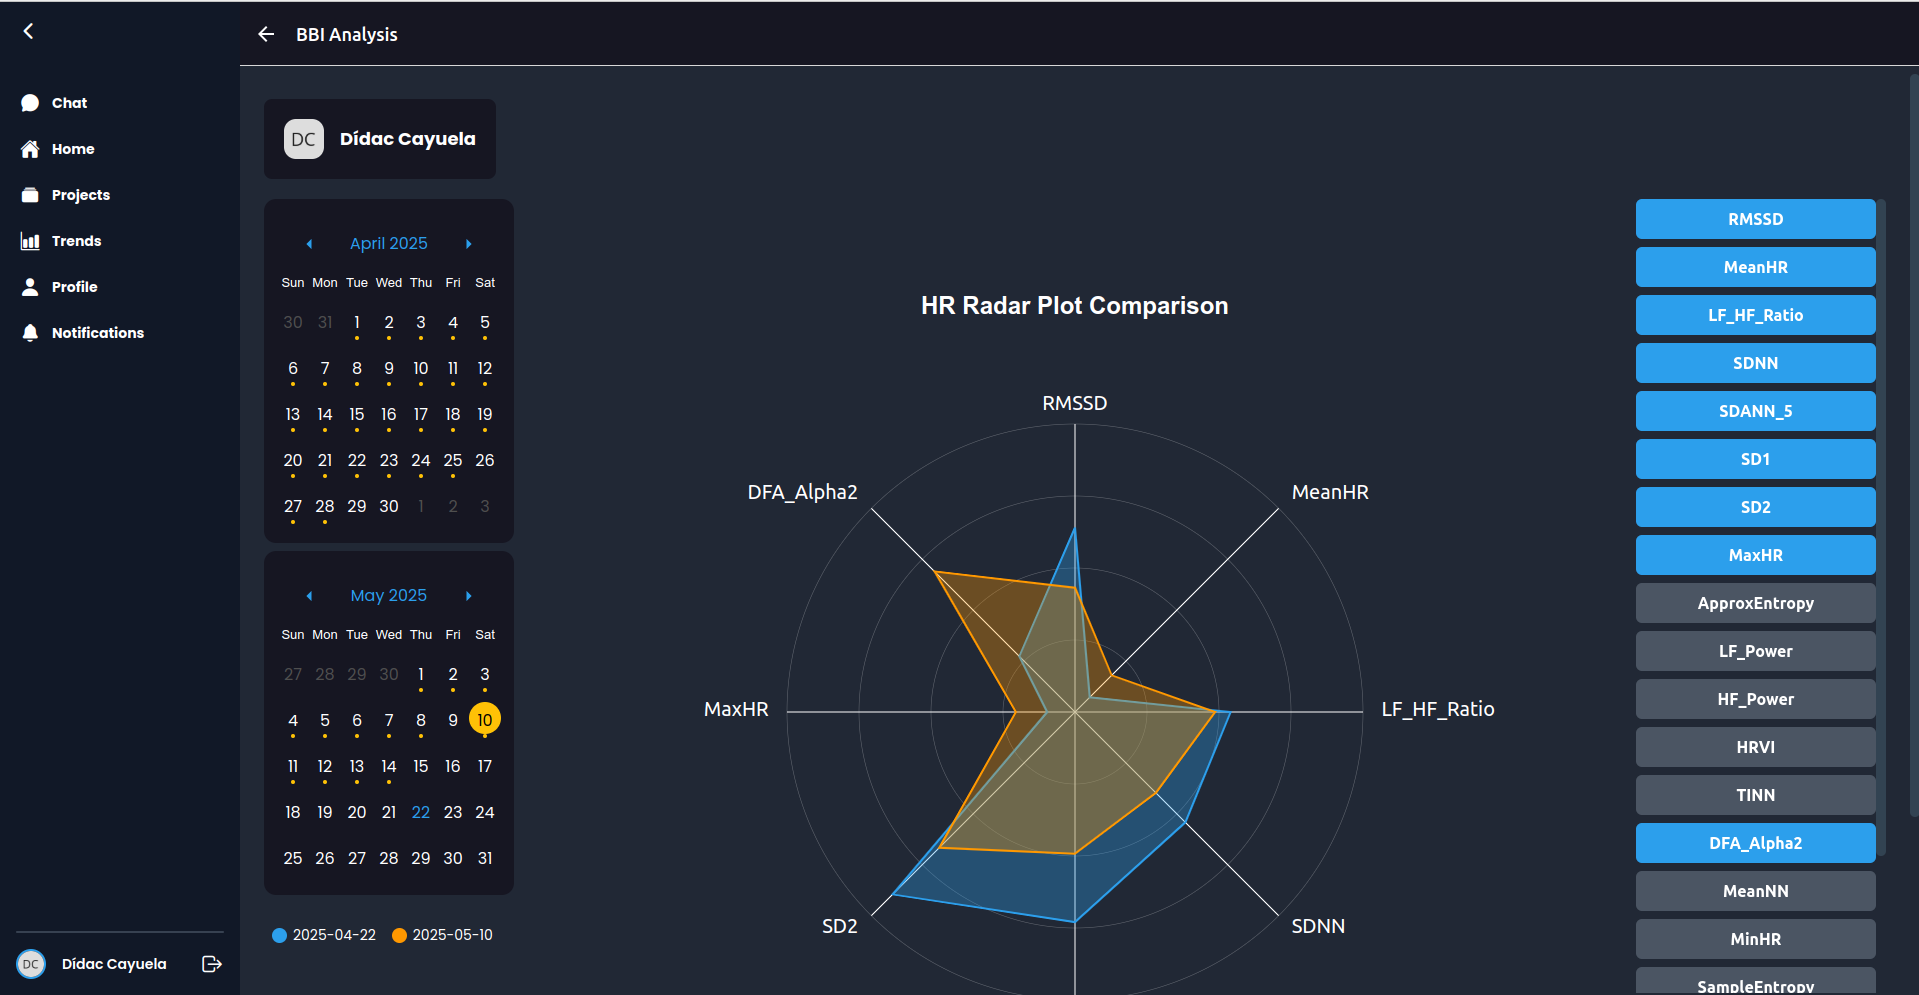 BBI Analysis
Chat
Home
Projects
Trends
Profile
Notifications
DC Dídac Cayuela
DC Dídac Cayuela
April 2025
Sun Mon Tue Wed Thu Fri Sat
30 31 1 2 3 4 5
6 7 8 9 10 11 12
13 14 15 16 17 18 19
20 21 22 23 24 25 26
27 28 29 30 1 2 3
May 2025
Sun Mon Tue Wed Thu Fri Sat
27 28 29 30 1 2 3
4 5 6 7 8 9 10
11 12 13 14 15 16 17
18 19 20 21 22 23 24
25 26 27 28 29 30 31
2025-04-22 2025-05-10
HR Radar Plot Comparison
RMSSD
DFA_Alpha2 MeanHR
MaxHR LF_HF_Ratio
SD2 SDNN
RMSSD
MeanHR
LF_HF_Ratio
SDNN
SDANN_5
SD1
SD2
MaxHR
ApproxEntropy
LF_Power
HF_Power
HRVI
TINN
DFA_Alpha2
MeanNN
MinHR
SampleEntropy